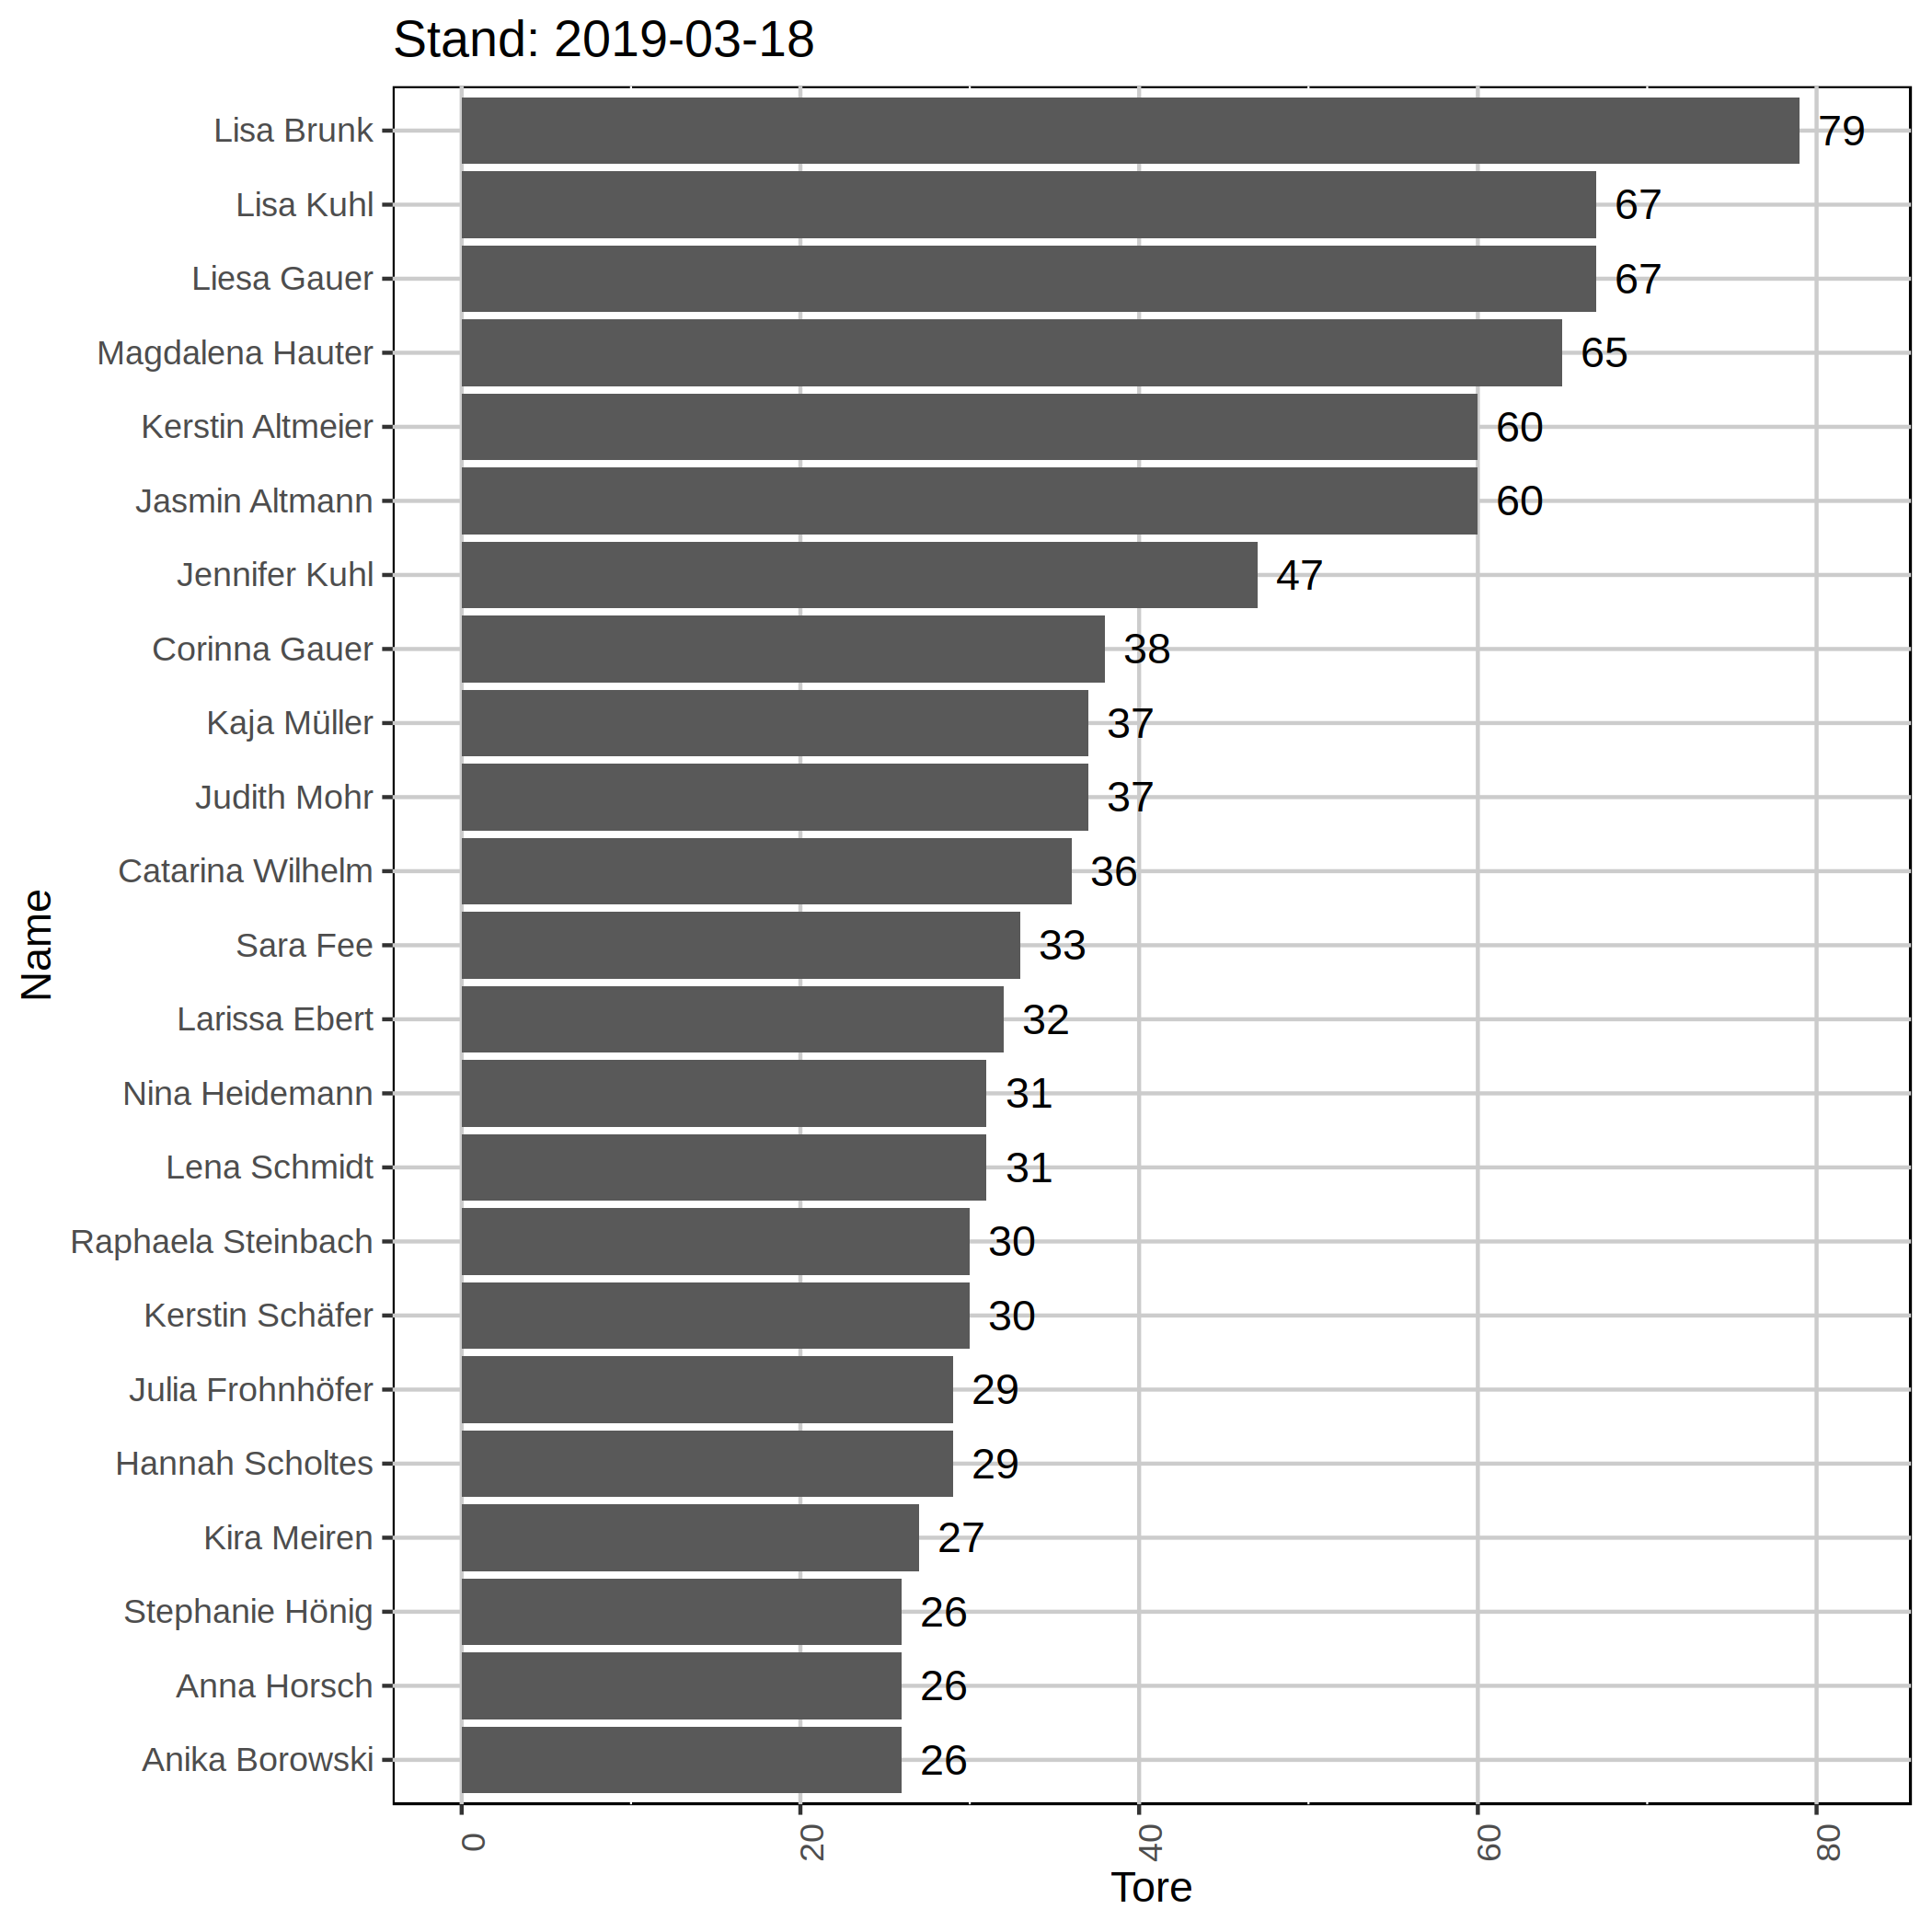 Stand: 2019-03-18
Lisa Brunk 79
Lisa Kuhl 67
Liesa Gauer 67
Magdalena Hauter 65
Kerstin Altmeier 60
Jasmin Altmann 60
Jennifer Kuhl 47
Corinna Gauer 38
Kaja Müller 37
Judith Mohr 37
Catarina Wilhelm 36
Sara Fee 33
Larissa Ebert 32
Nina Heidemann 31
Lena Schmidt 31
Raphaela Steinbach 30
Kerstin Schäfer 30
Julia Frohnhöfer 29
Hannah Scholtes 29
Kira Meiren 27
Stephanie Hönig 26
Anna Horsch 26
Anika Borowski 26
Name
0 20 40 60 80
Tore